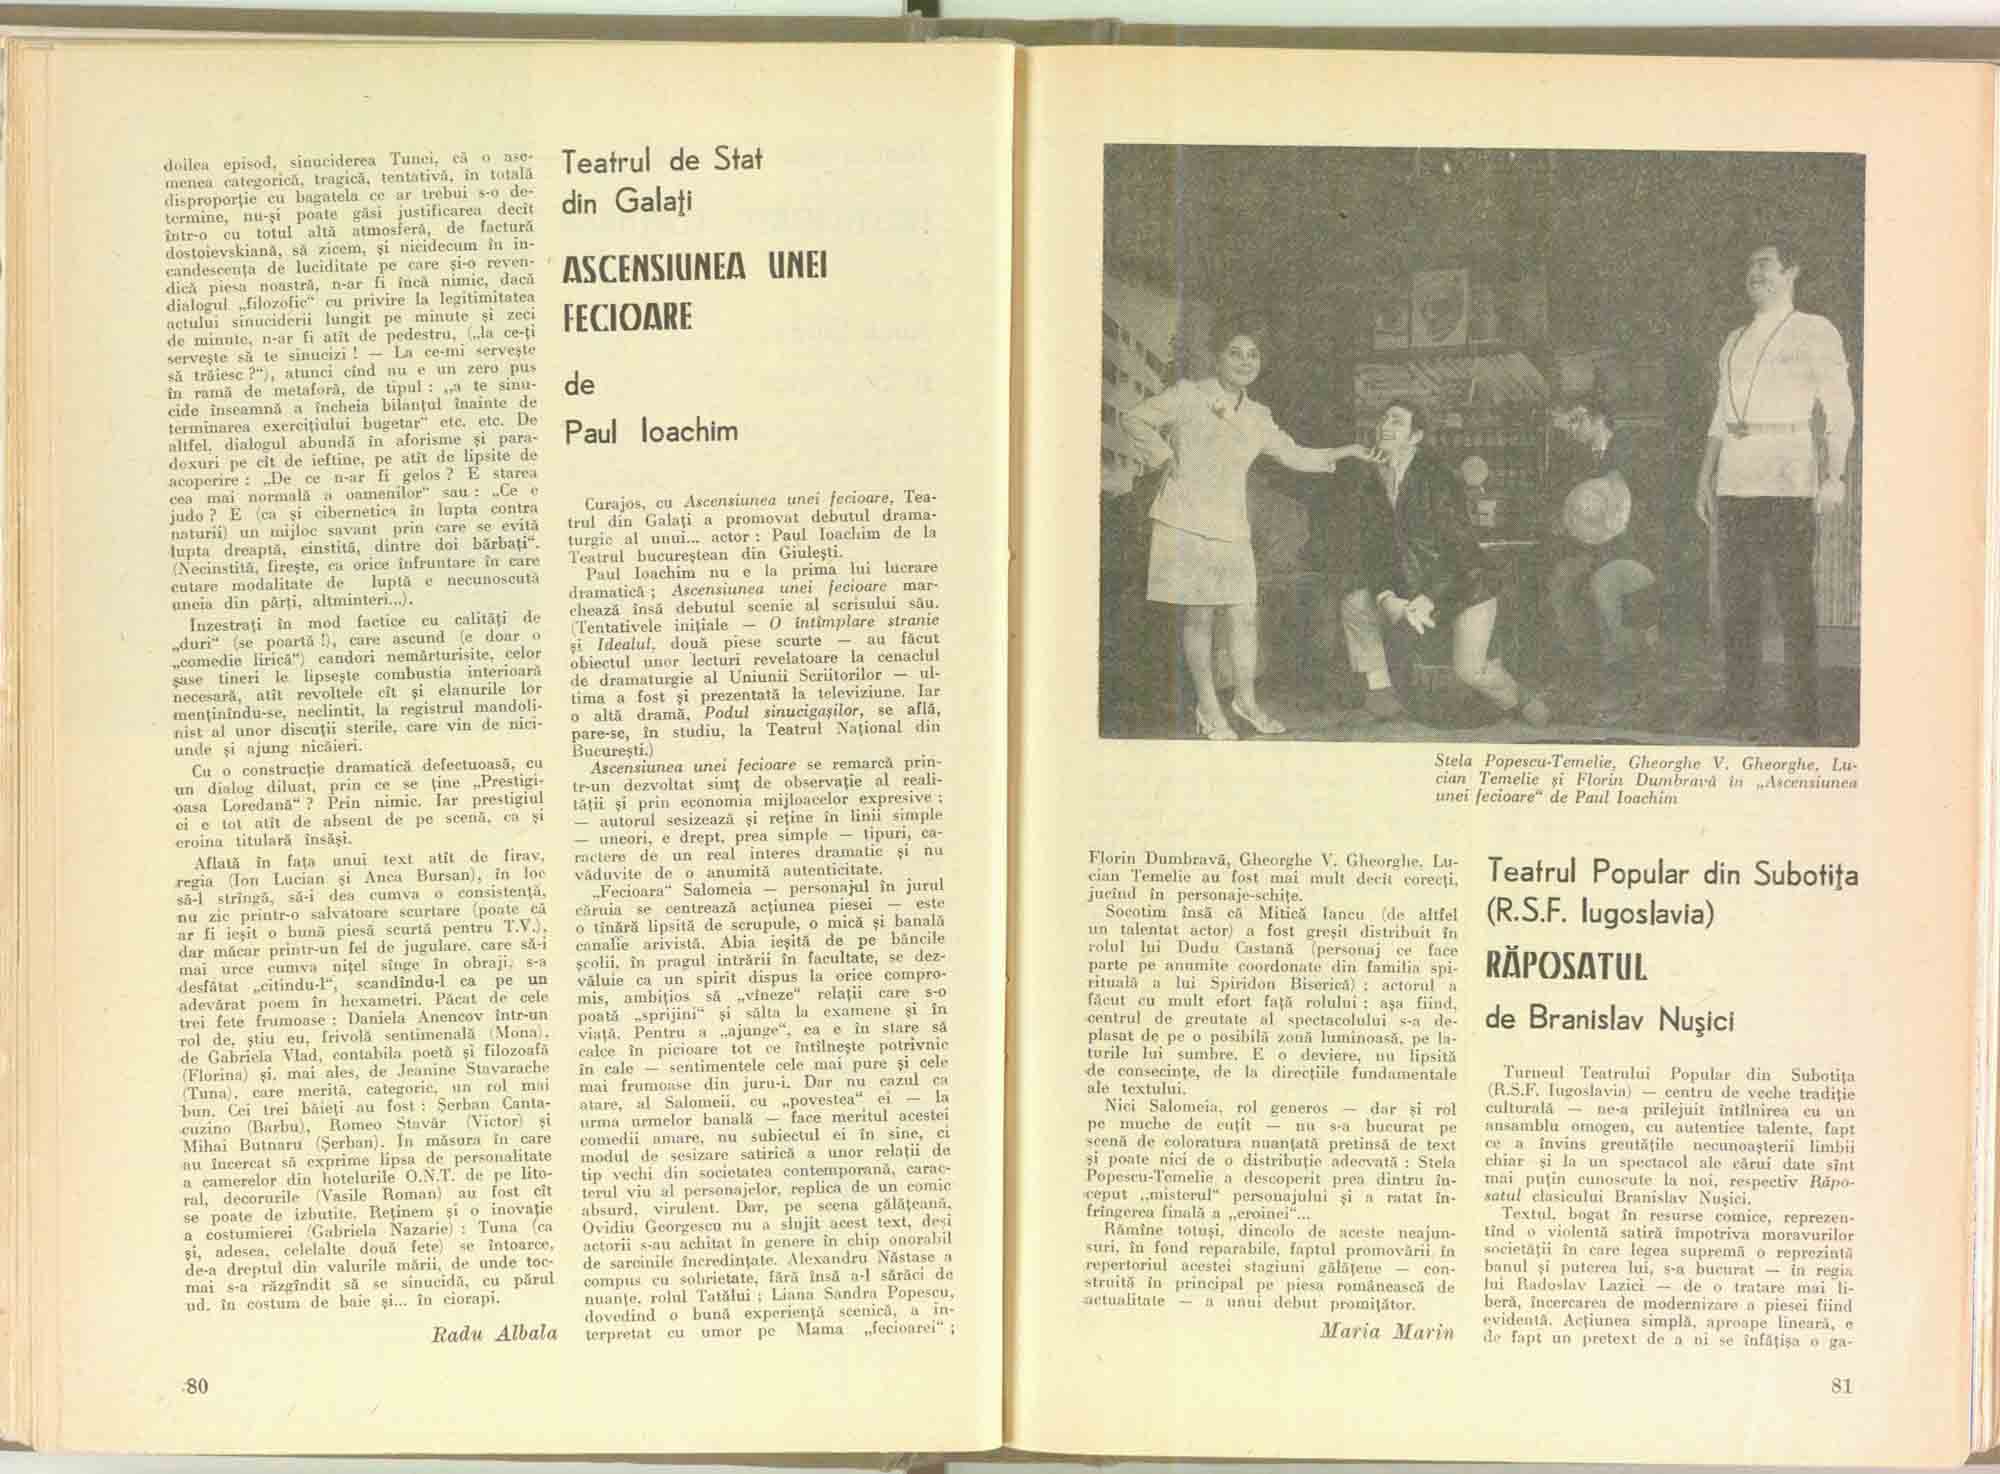 doilea episod, sinuciderea Tunei, că o ase-
menea categorică, tragică, tentativă, în totală
disproporție cu bagatela ce ar trebui s-o de-
termine, nu-și poate găsi justificarea decît
într-o cu totul altă atmosferă, de factură
dostoievskiană, să zicem, și nicidecum în in-
candescența de luciditate pe care și-o reven-
dică piesa noastră, n-ar fi încă nimic, dacă
dialogul „filozofic“ cu privire la legitimitatea
actului sinuciderii lungit pe minute și zeci
de minute, n-ar fi atît de pedestru, („la ce-ți
servește să te sinucizi ! — La ce-mi servește
să trăiesc ?“), atunci cînd nu e un zero pus
în ramă de metaforă, de tipul : „a te sinu-
cide înseamnă a încheia bilanțul înainte de
terminarea exercițiului bugetar“ etc. etc. De
altfel, dialogul abundă în aforisme și para-
doxuri pe cît de ieftine, pe atît de lipsite de
acoperire : „De ce n-ar fi gelos ? E starea
cea mai normală a oamenilor“ sau : „Ce e
judo ? E (ca și cibernetica în lupta contra
naturii) un mijloc savant prin care se evită
lupta dreaptă, cinstită, dintre doi bărbați“.
(Necinstită, firește, ca orice înfruntare în care
cutare modalitate de luptă e necunoscută
uneia din părți, altminteri...).
Inzestrați în mod factice cu calități de
„duri“ (se poartă !), care ascund (e doar o
„comedie lirică“) candori nemărturisite, celor
șase tineri le lipsește combustia interioară
necesară, atît revoltele cît și elanurile lor
menținîndu-se, neclintit, la registrul mandoli-
nist al unor discuții sterile, care vin de nici-
unde și ajung nicăieri.
Cu o construcție dramatică defectuoasă, cu
un dialog diluat, prin ce se ține „Prestigi-
oasa Loredană“ ? Prin nimic. Iar prestigiul
ei e tot atît de absent de pe scenă, ca și
eroina titulară însăși.
Aflată în fața unui text atît de firav,
regia (Ion Lucian și Anca Bursan), în loc
să-l strîngă, să-i dea cumva o consistență,
nu zic printr-o salvatoare scurtare (poate că
ar fi ieșit o bună piesă scurtă pentru T.V.),
dar măcar printr-un fel de jugulare, care să-i
mai urce cumva nițel sînge în obraji, s-a
desfătat „citindu-l“, scandîndu-l ca pe un
adevărat poem în hexametri. Păcat de cele
trei fete frumoase : Daniela Anencov într-un
rol de, știu eu, frivolă sentimenală (Mona),
de Gabriela Vlad, contabila poetă și filozoafă
(Florina) și, mai ales, de Jeanine Stavarache
(Tuna), care merită, categoric, un rol mai
bun. Cei trei băieți au fost : Șerban Canta-
cuzino (Barbu), Romeo Stavăr (Victor) și
Mihai Butnaru (Șerban). In măsura în care
au încercat să exprime lipsa de personalitate
a camerelor din hotelurile O.N.T. de pe lito-
ral, decorurile (Vasile Roman) au fost cît
se poate de izbutite. Reținem și o inovație
a costumierei (Gabriela Nazarie) : Tuna (ca
și, adesea, celelalte două fete) se întoarce,
de-a dreptul din valurile mării, de unde toc-
mai s-a răzgîndit să se sinucidă, cu părul
ud, în costum de baie și... în ciorapi.
Radu Albala
80
Teatrul de Stat
din Galați
ASCENSIUNEA UNEI
FECIOARE
de
Paul Ioachim
Curajos, cu Ascensiunea unei fecioare, Tea-
trul din Galați a promovat debutul drama-
turgic al unui... actor : Paul Ioachim de la
Teatrul bucureștean din Giulești.
Paul Ioachim nu e la prima lui lucrare
dramatică ; Ascensiunea unei fecioare mar-
chează însă debutul scenic al scrisului său.
(Tentativele inițiale — O întîmplare stranie
și Idealul, două piese scurte — au făcut
obiectul unor lecturi revelatoare la cenaclul
de dramaturgie al Uniunii Scriitorilor — ul-
tima a fost și prezentată la televiziune. Iar
o altă dramă, Podul sinucigașilor, se află,
pare-se, în studiu, la Teatrul Național din
București.)
Ascensiunea unei fecioare se remarcă prin-
tr-un dezvoltat simț de observație al reali-
tății și prin economia mijloacelor expresive ;
— autorul sesizează și reține în linii simple
— uneori, e drept, prea simple — tipuri, ca-
ractere de un real interes dramatic și nu
văduvite de o anumită autenticitate.
„Fecioara“ Salomeia — personajul în jurul
căruia se centrează acțiunea piesei — este
o tînără lipsită de scrupule, o mică și banală
canalie arivistă. Abia ieșită de pe băncile
școlii, în pragul intrării în facultate, se dez-
văluie ca un spirit dispus la orice compro-
mis, ambițios să „vîneze“ relații care s-o
poată „sprijini“ și sălta la examene și în
viață. Pentru a „ajunge“, ea e în stare să
calce în picioare tot ce întîlnește potrivnic
în cale — sentimentele cele mai pure și cele
mai frumoase din juru-i. Dar nu cazul ca
atare, al Salomeii, cu „povestea“ ei — la
urma urmelor banală — face meritul acestei
comedii amare, nu subiectul ei în sine, ci
modul de sesizare satirică a unor relații de
tip vechi din societatea contemporană, carac-
terul viu al personajelor, replica de un comic
absurd, virulent. Dar, pe scena gălățeană,
Ovidiu Georgescu nu a slujit acest text, deși
actorii s-au achitat în genere în chip onorabil
de sarcinile încredințate. Alexandru Năstase a
compus cu sobrietate, fără însă a-l sărăci de
nuanțe, rolul Tatălui ; Liana Sandra Popescu,
dovedind o bună experiență scenică, a in-
terpretat cu umor pe Mama „fecioarei“ ;
Stela Popescu-Temelie, Gheorghe V. Gheorghe, Lu-
cian Temelie și Florin Dumbravă în „Ascensiunea
unei fecioare“ de Paul Ioachim
Florin Dumbravă, Gheorghe V. Gheorghe, Lu-
cian Temelie au fost mai mult decît corecți,
jucînd în personaje-schițe.
Socotim însă că Mitică Iancu (de altfel
un talentat actor) a fost greșit distribuit în
rolul lui Dudu Castană (personaj ce face
parte pe anumite coordonate din familia spi-
rituală a lui Spiridon Biserică) ; actorul a
făcut cu mult efort față rolului ; așa fiind,
centrul de greutate al spectacolului s-a de-
plasat de pe o posibilă zonă luminoasă, pe la-
turile lui sumbre. E o deviere, nu lipsită
de consecințe, de la direcțiile fundamentale
ale textului.
Nici Salomeia, rol generos — dar și rol
pe muche de cuțit — nu s-a bucurat pe
scenă de coloratura nuanțată pretinsă de text
și poate nici de o distribuție adecvată : Stela
Popescu-Temelie a descoperit prea dintru în-
ceput „misterul“ personajului și a ratat în-
frîngerea finală a „eroinei“...
Rămîne totuși, dincolo de aceste neajun-
suri, în fond reparabile, faptul promovării în
repertoriul acestei stagiuni gălățene — con-
struită în principal pe piesa românească de
actualitate — a unui debut promițător.
Maria Marin
Teatrul Popular din Subotița
(R.S.F. Iugoslavia)
RĂPOSATUL
de Branislav Nușici
Turneul Teatrului Popular din Subotița
(R.S.F. Iugoslavia) — centru de veche tradiție
culturală — ne-a prilejuit întîlnirea cu un
ansamblu omogen, cu autentice talente, fapt
ce a învins greutățile necunoașterii limbii
chiar și la un spectacol ale cărui date sînt
mai puțin cunoscute la noi, respectiv Răpo-
satul clasicului Branislav Nușici.
Textul, bogat în resurse comice, reprezen-
tînd o violentă satiră împotriva moravurilor
societății în care legea supremă o reprezintă
banul și puterea lui, s-a bucurat — în regia
lui Radoslav Lazici — de o tratare mai li-
beră, încercarea de modernizare a piesei fiind
evidentă. Acțiunea simplă, aproape lineară, e
de fapt un pretext de a ni se înfățișa o ga-
81